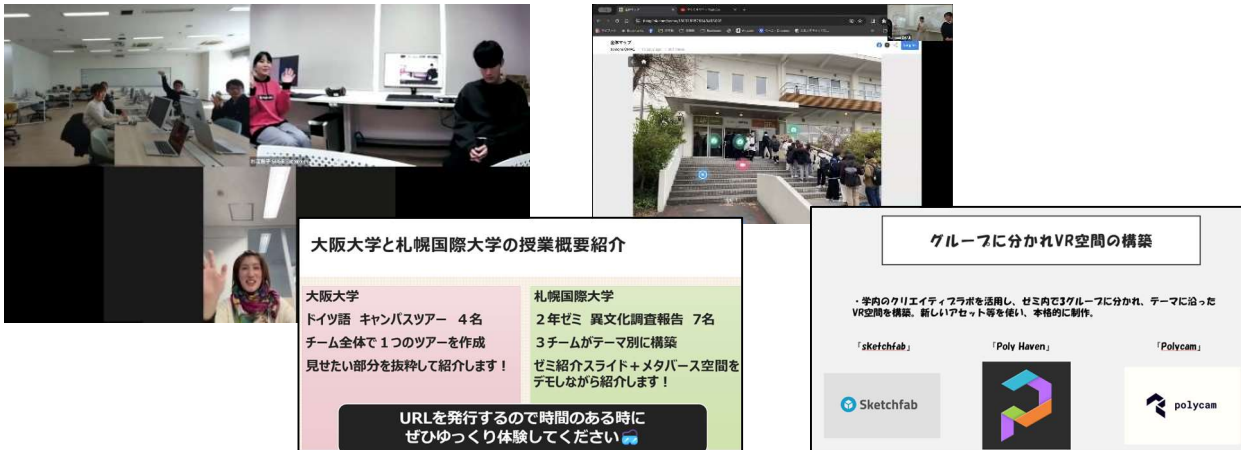 大阪大学と札幌国際大学の授業概要紹介
大阪大学
ドイツ語 キャンパスツアー 4名
チーム全体で1つのツアーを作成
見せたい部分を抜粋して紹介します！
札幌国際大学
2年ゼミ 異文化調査報告 7名
3チームがテーマ別に構築
ゼミ紹介スライド+メタバース空間を
デモしながら紹介します！
URLを発行するので時間のある時に
ぜひゆっくり体験してください
グループに分かれVR空間の構築
・学内のクリエイティブラボを活用し、ゼミ内で3グループに分かれ、テーマに沿った
VR空間を構築。新しいアセット等を使い、本格的に制作。
「sketchfab」
「Poly Haven」
「Polycam」
Sketchfab
polycam